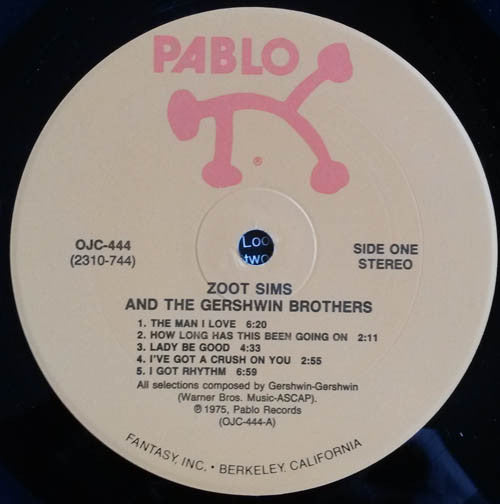 PABLO
®
OJC-444
(2310-744)
Loo
two
SIDE ONE
STEREO
ZOOT SIMS
AND THE GERSHWIN BROTHERS
1. THE MAN I LOVE 6:20
2. HOW LONG HAS THIS BEEN GOING ON 2:11
3. LADY BE GOOD 4:33
4. I'VE GOT A CRUSH ON YOU 2:55
5. I GOT RHYTHM 6:59
All selections composed by Gershwin-Gershwin
(Warner Bros. Music-ASCAP).
℗ 1975, Pablo Records
(OJC-444-A)
FANTASY, INC. • BERKELEY, CALIFORNIA